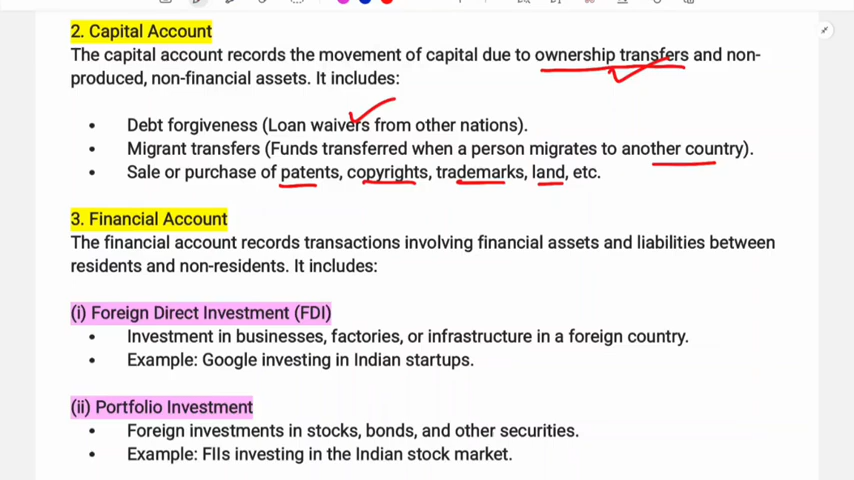 2. Capital Account
The capital account records the movement of capital due to ownership transfers and non-
produced, non-financial assets. It includes:
• Debt forgiveness (Loan waivers from other nations).
• Migrant transfers (Funds transferred when a person migrates to another country).
• Sale or purchase of patents, copyrights, trademarks, land, etc.
3. Financial Account
The financial account records transactions involving financial assets and liabilities between
residents and non-residents. It includes:
(i) Foreign Direct Investment (FDI)
• Investment in businesses, factories, or infrastructure in a foreign country.
• Example: Google investing in Indian startups.
(ii) Portfolio Investment
• Foreign investments in stocks, bonds, and other securities.
• Example: FIIs investing in the Indian stock market.